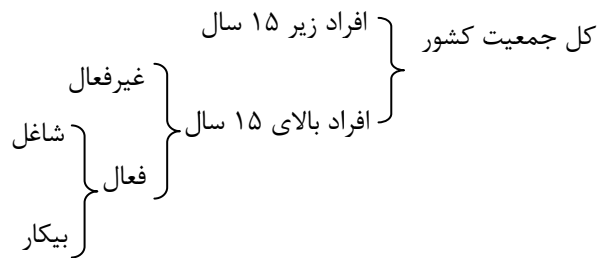 کل جمعیت کشور
افراد زیر ۱۵ سال
افراد بالای ۱۵ سال
غیرفعال
فعال
شاغل
بیکار